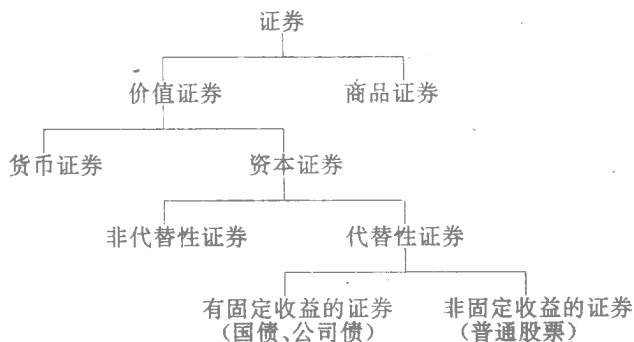 证券
价值证券 商品证券
货币证券 资本证券
非代替性证券 代替性证券
有固定收益的证券 非固定收益的证券
(国债、公司债) (普通股票)